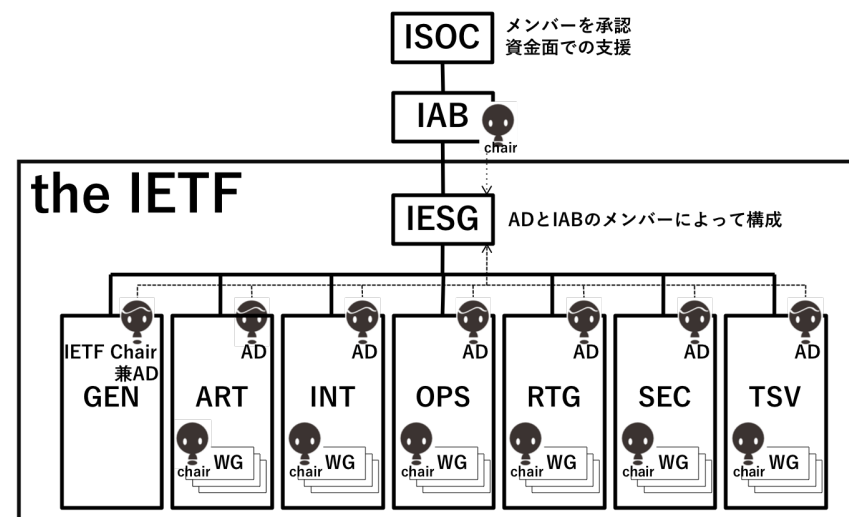 ISOC
メンバーを承認
資金面での支援
IAB
chair
the IETF
IESG
ADとIABのメンバーによって構成
IETF Chair
兼AD
GEN
AD
ART
chair WG
AD
INT
chair WG
AD
OPS
chair WG
AD
RTG
chair WG
AD
SEC
chair WG
AD
TSV
chair WG